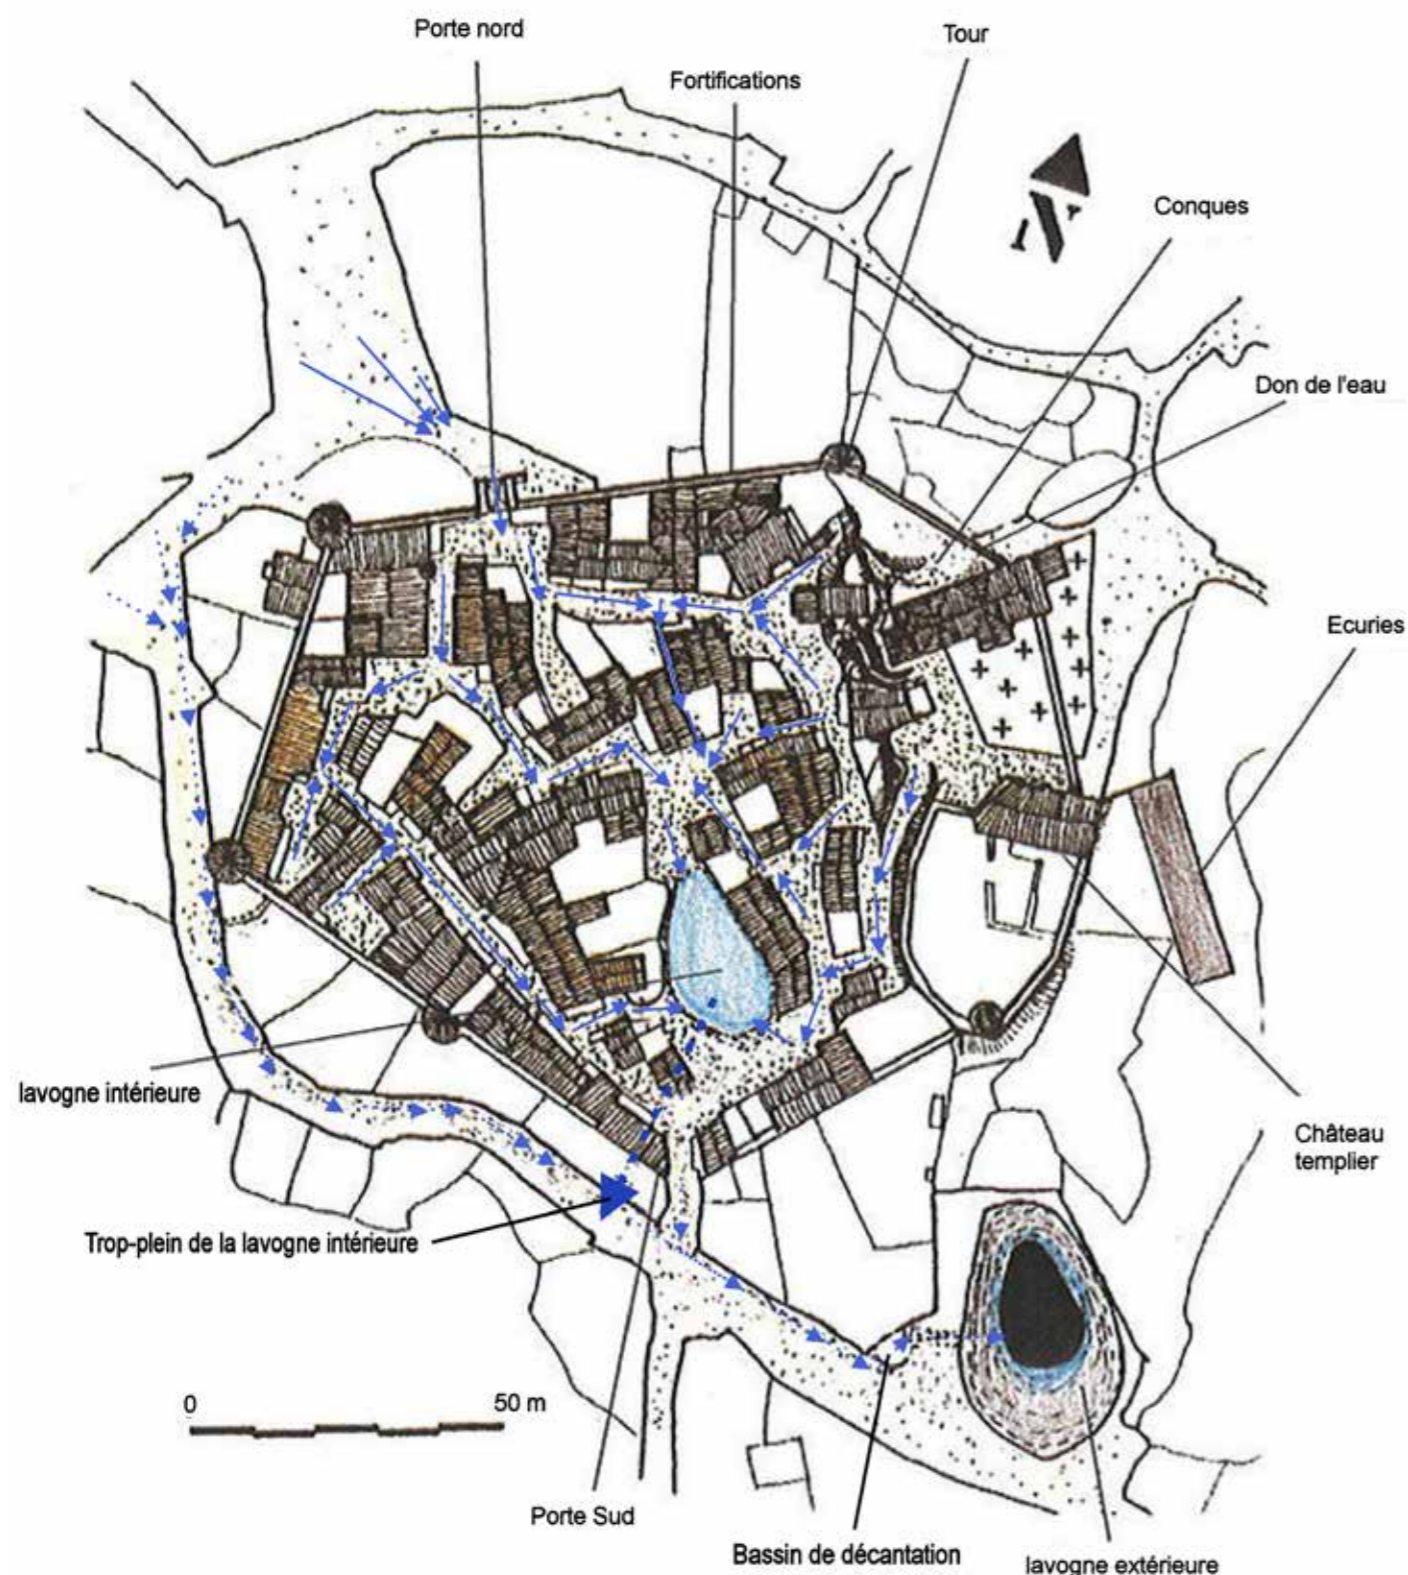 Porte nord
Tour
Fortifications
Conques
Don de l'eau
Ecuries
lavogne intérieure
Château
templier
Trop-plein de la lavogne intérieure
0 50 m
Porte Sud
Bassin de décantation
lavogne extérieure